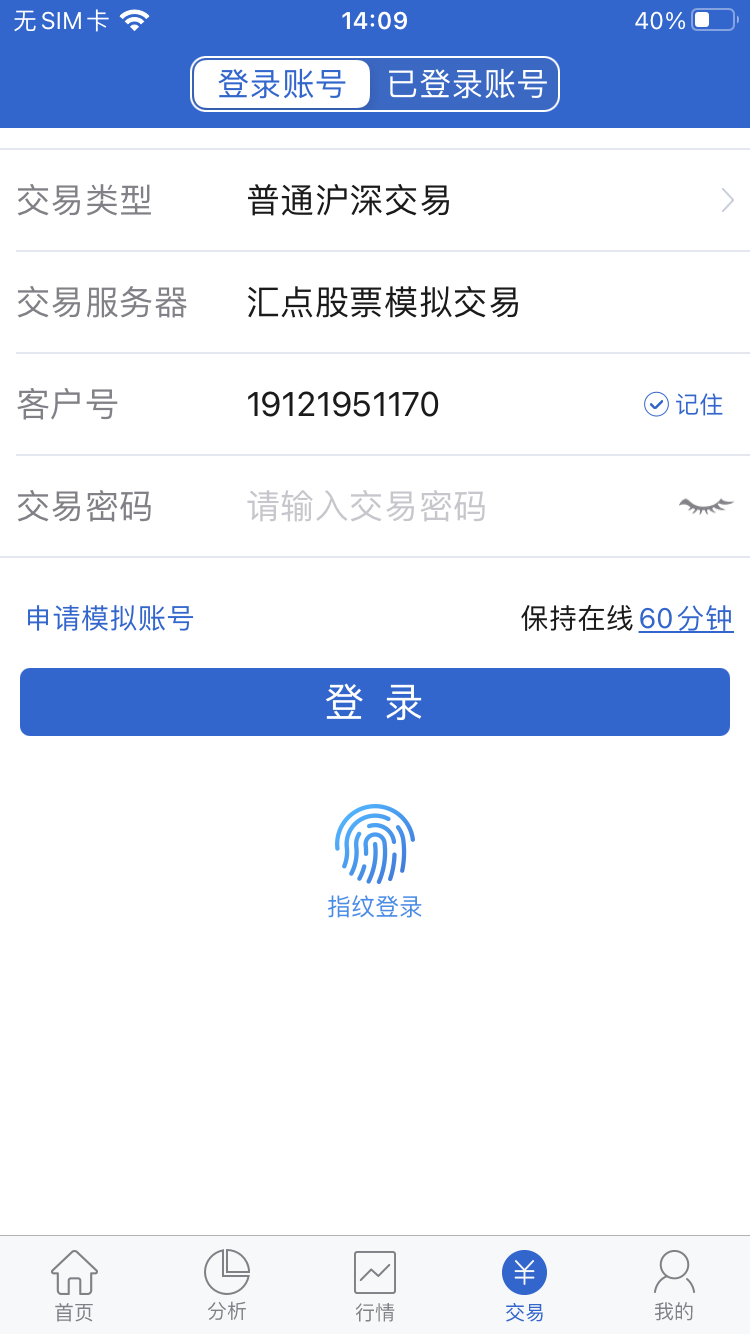 无SIM卡 14:09 40%
登录账号 已登录账号
交易类型 普通沪深交易
交易服务器 汇点股票模拟交易
客户号 19121951170 记住
交易密码 请输入交易密码
申请模拟账号 保持在线 60分钟
登 录
指纹登录
首页 分析 行情 交易 我的